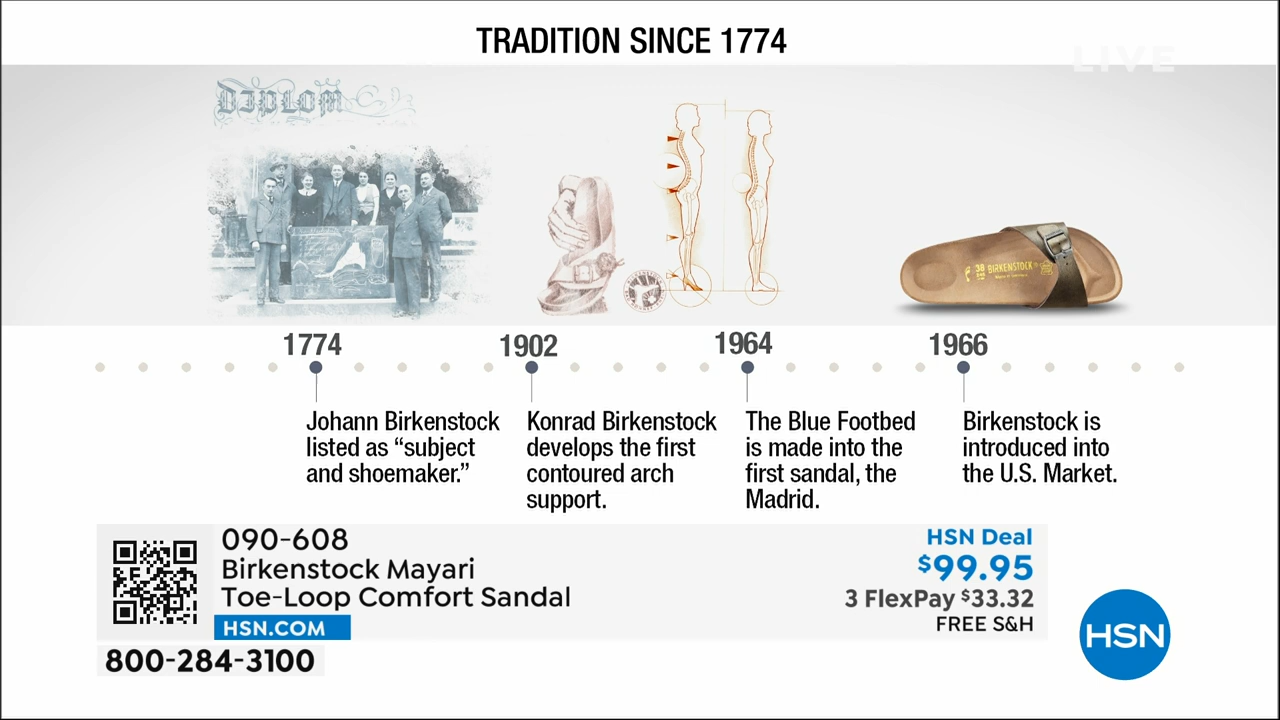 TRADITION SINCE 1774
LIVE
Diplom
38
BIRKENSTOCK
1774
1902
1964
1966
Johann Birkenstock
listed as “subject
and shoemaker.”
Konrad Birkenstock
develops the first
contoured arch
support.
The Blue Footbed
is made into the
first sandal, the
Madrid.
Birkenstock is
introduced into
the U.S. Market.
090-608
Birkenstock Mayari
Toe-Loop Comfort Sandal
HSN.COM
800-284-3100
HSN Deal
$99.95
3 FlexPay $33.32
FREE S&H
HSN